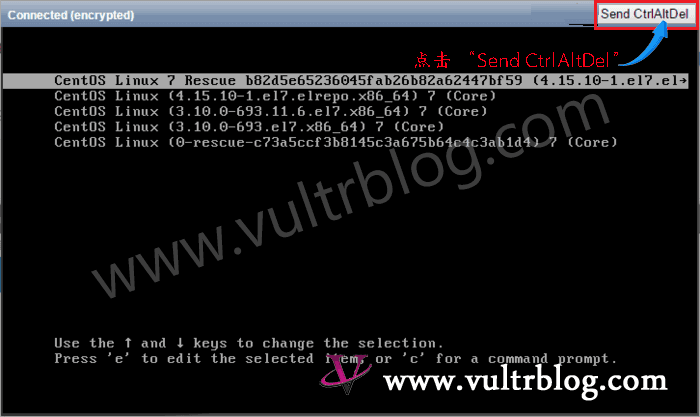 Connected (encrypted)
Send CtrlAltDel
点击 “Send CtrlAltDel”
CentOS Linux 7 Rescue b82d5e65236045fab26b82a62447bf59 (4.15.10-1.el7.el→
CentOS Linux (4.15.10-1.el7.elrepo.x86_64) 7 (Core)
CentOS Linux (3.10.0-693.11.6.el7.x86_64) 7 (Core)
CentOS Linux (3.10.0-693.el7.x86_64) 7 (Core)
CentOS Linux (0-rescue-c73a5ccf3b8145c3a675b64c4c3ab1d4) 7 (Core)
www.vultrblog.com
Use the ↑ and ↓ keys to change the selection.
Press 'e' to edit the selected item, or 'c' for a command prompt.
www.vultrblog.com